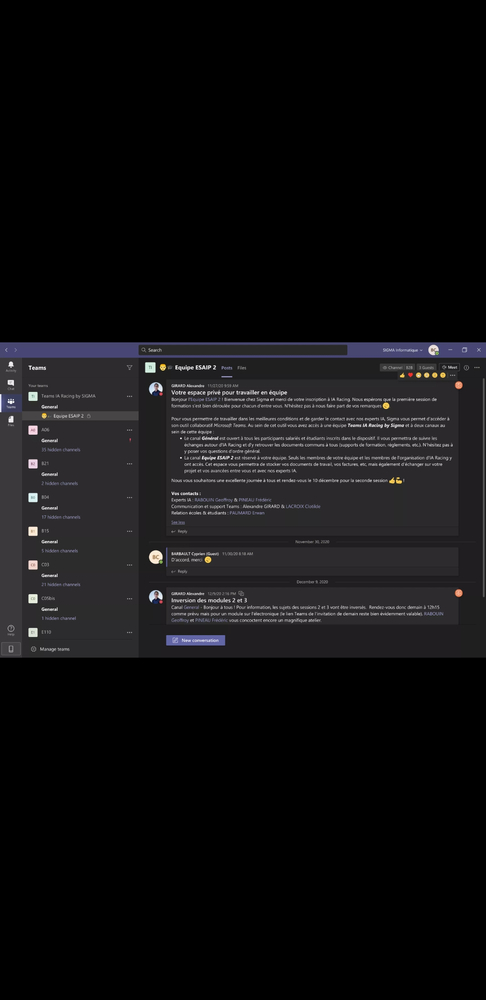 Search
SIGMA Informatique
BC
Activity
Chat
Teams
Files
Help
Teams
Your teams
TI Teams IA Racing by SIGMA
General
Equipe ESAIP 2
A0 A06
General
35 hidden channels
B2 B21
General
2 hidden channels
B0 B04
General
17 hidden channels
B1 B15
General
5 hidden channels
C0 C03
General
21 hidden channels
C0 C05bis
General
1 hidden channel
E1 E110
Manage teams
TI Equipe ESAIP 2 Posts Files
Channel B2B 3 Guests Meet
GIRARD Alexandre 11/27/20 9:59 AM
Votre espace privé pour travailler en équipe
Bonjour l'Equipe ESAIP 2 ! Bienvenue chez Sigma et merci de votre inscription à IA Racing. Nous espérons que la première session de
formation s'est bien déroulée pour chacun d'entre vous. N'hésitez pas à nous faire part de vos remarques 😉.
Pour vous permettre de travailler dans les meilleures conditions et de garder le contact avec nos experts IA, Sigma vous permet d'accéder à
son outil collaboratif Microsoft Teams. Au sein de cet outil vous avez accès à une équipe Teams IA Racing by Sigma et à deux canaux au
sein de cette équipe :
• Le canal Général est ouvert à tous les participants salariés et étudiants inscrits dans le dispositif. Il vous permettra de suivre les
échanges autour d'IA Racing et d'y retrouver les documents communs à tous (supports de formation, règlements, etc.). N'hésitez pas à
y poser vos questions d'ordre général.
• La canal Equipe ESAIP 2 est réservé à votre équipe. Seuls les membres de votre équipe et les membres de l'organisation d'IA Racing y
ont accès. Cet espace vous permettra de stocker vos documents de travail, vos factures, etc, mais également d'échanger sur votre
projet et vos avancées entre vous et avec nos experts IA.
Nous vous souhaitons une excellente journée à tous et rendez-vous le 10 décembre pour la seconde session 👍💪 !
Vos contacts :
Experts IA : RABOUIN Geoffroy & PINEAU Frédéric
Communication et support Teams : Alexandre GIRARD & LACROIX Clotilde
Relation écoles & étudiants : PAUMARD Erwan
See less
Reply
November 30, 2020
BC
BARBAULT Cyprien (Guest) 11/30/20 8:18 AM
D'accord, merci 😉
Reply
December 9, 2020
GIRARD Alexandre 12/9/20 2:16 PM
Inversion des modules 2 et 3
Canal General - Bonjour à tous ! Pour information, les sujets des sessions 2 et 3 vont être inversés. Rendez-vous donc demain à 12h15
comme prévu mais pour un module sur l'électronique (le lien Teams de l'invitation de demain reste bien évidemment valable). RABOUIN
Geoffroy et PINEAU Frédéric vous concoctent encore un magnifique atelier.
New conversation